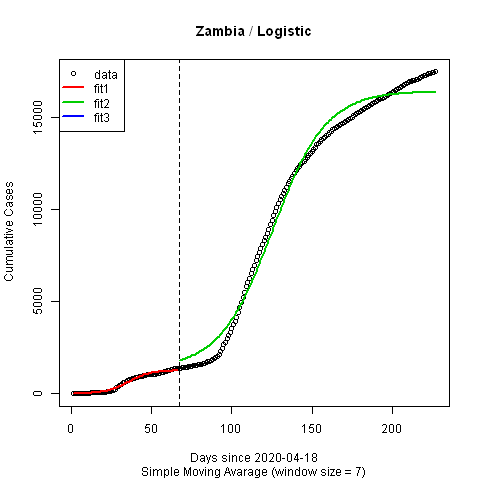 Zambia / Logistic
data
fit1
fit2
fit3
Cumulative Cases
15000
10000
5000
0
0 50 100 150 200
Days since 2020-04-18
Simple Moving Avarage (window size = 7)